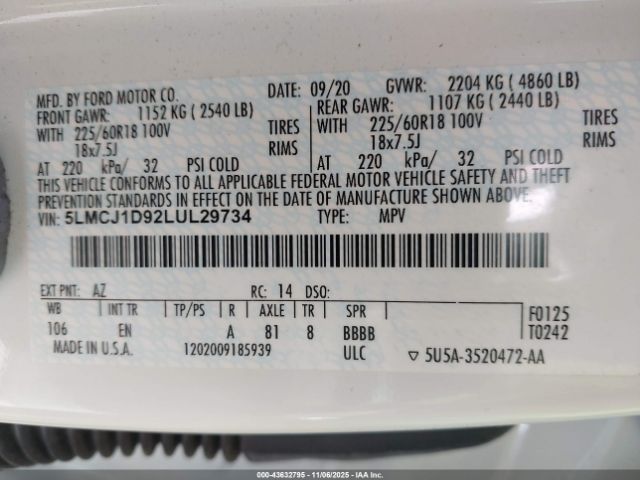 MFD. BY FORD MOTOR CO.
DATE: 09/20 GVWR: 2204 KG ( 4860 LB)
FRONT GAWR: 1152 KG ( 2540 LB)
REAR GAWR: 1107 KG ( 2440 LB)
WITH 225/60R18 100V TIRES
WITH 225/60R18 100V TIRES
18x7.5J RIMS
18x7.5J RIMS
AT 220 kPa/ 32 PSI COLD
AT 220 kPa/ 32 PSI COLD
THIS VEHICLE CONFORMS TO ALL APPLICABLE FEDERAL MOTOR VEHICLE SAFETY AND THEFT
PREVENTION STANDARDS IN EFFECT ON THE DATE OF MANUFACTURE SHOWN ABOVE.
VIN: 5LMCJ1D92LUL29734 TYPE: MPV
EXT PNT: AZ RC: 14 DSO:
WB INT TR TP/PS R AXLE TR SPR
106 EN A 81 8 BBBB
F0125
T0242
MADE IN U.S.A. 1202009185939 ULC ▽ 5U5A-3520472-AA
000-43632795 - 11/06/2025 - IAA Inc.